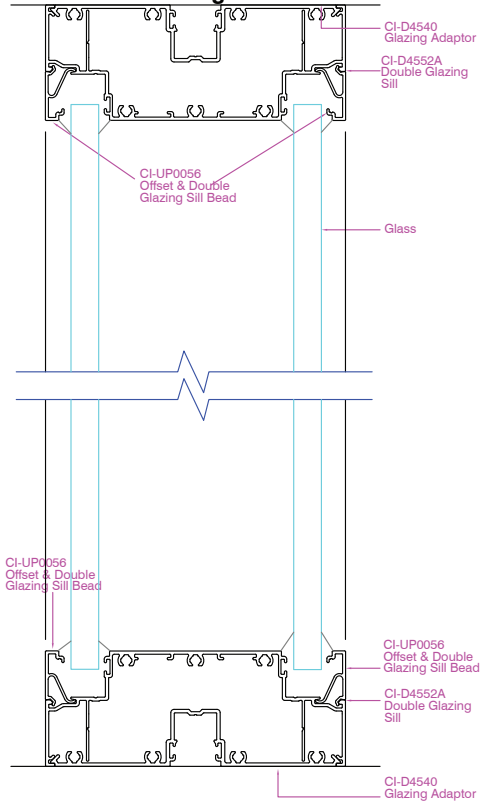 CI-D4540
Glazing Adaptor
CI-D4552A
Double Glazing
Sill
CI-UP0056
Offset & Double
Glazing Sill Bead
Glass
CI-UP0056
Offset & Double
Glazing Sill Bead
CI-UP0056
Offset & Double
Glazing Sill Bead
CI-D4552A
Double Glazing
Sill
CI-D4540
Glazing Adaptor